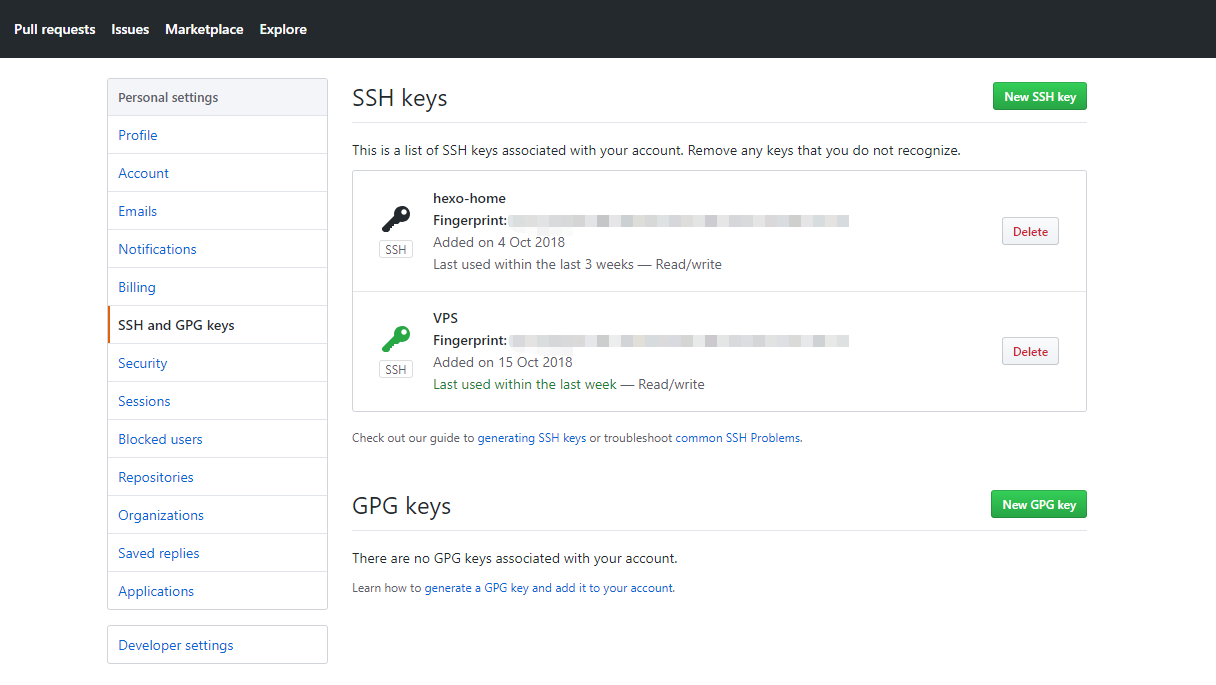 Pull requests Issues Marketplace Explore
Personal settings
Profile
Account
Emails
Notifications
Billing
SSH and GPG keys
Security
Sessions
Blocked users
Repositories
Organizations
Saved replies
Applications
Developer settings
SSH keys
New SSH key
This is a list of SSH keys associated with your account. Remove any keys that you do not recognize.
SSH
hexo-home
Fingerprint:
Added on 4 Oct 2018
Last used within the last 3 weeks — Read/write
Delete
SSH
VPS
Fingerprint:
Added on 15 Oct 2018
Last used within the last week — Read/write
Delete
Check out our guide to generating SSH keys or troubleshoot common SSH Problems.
GPG keys
New GPG key
There are no GPG keys associated with your account.
Learn how to generate a GPG key and add it to your account.